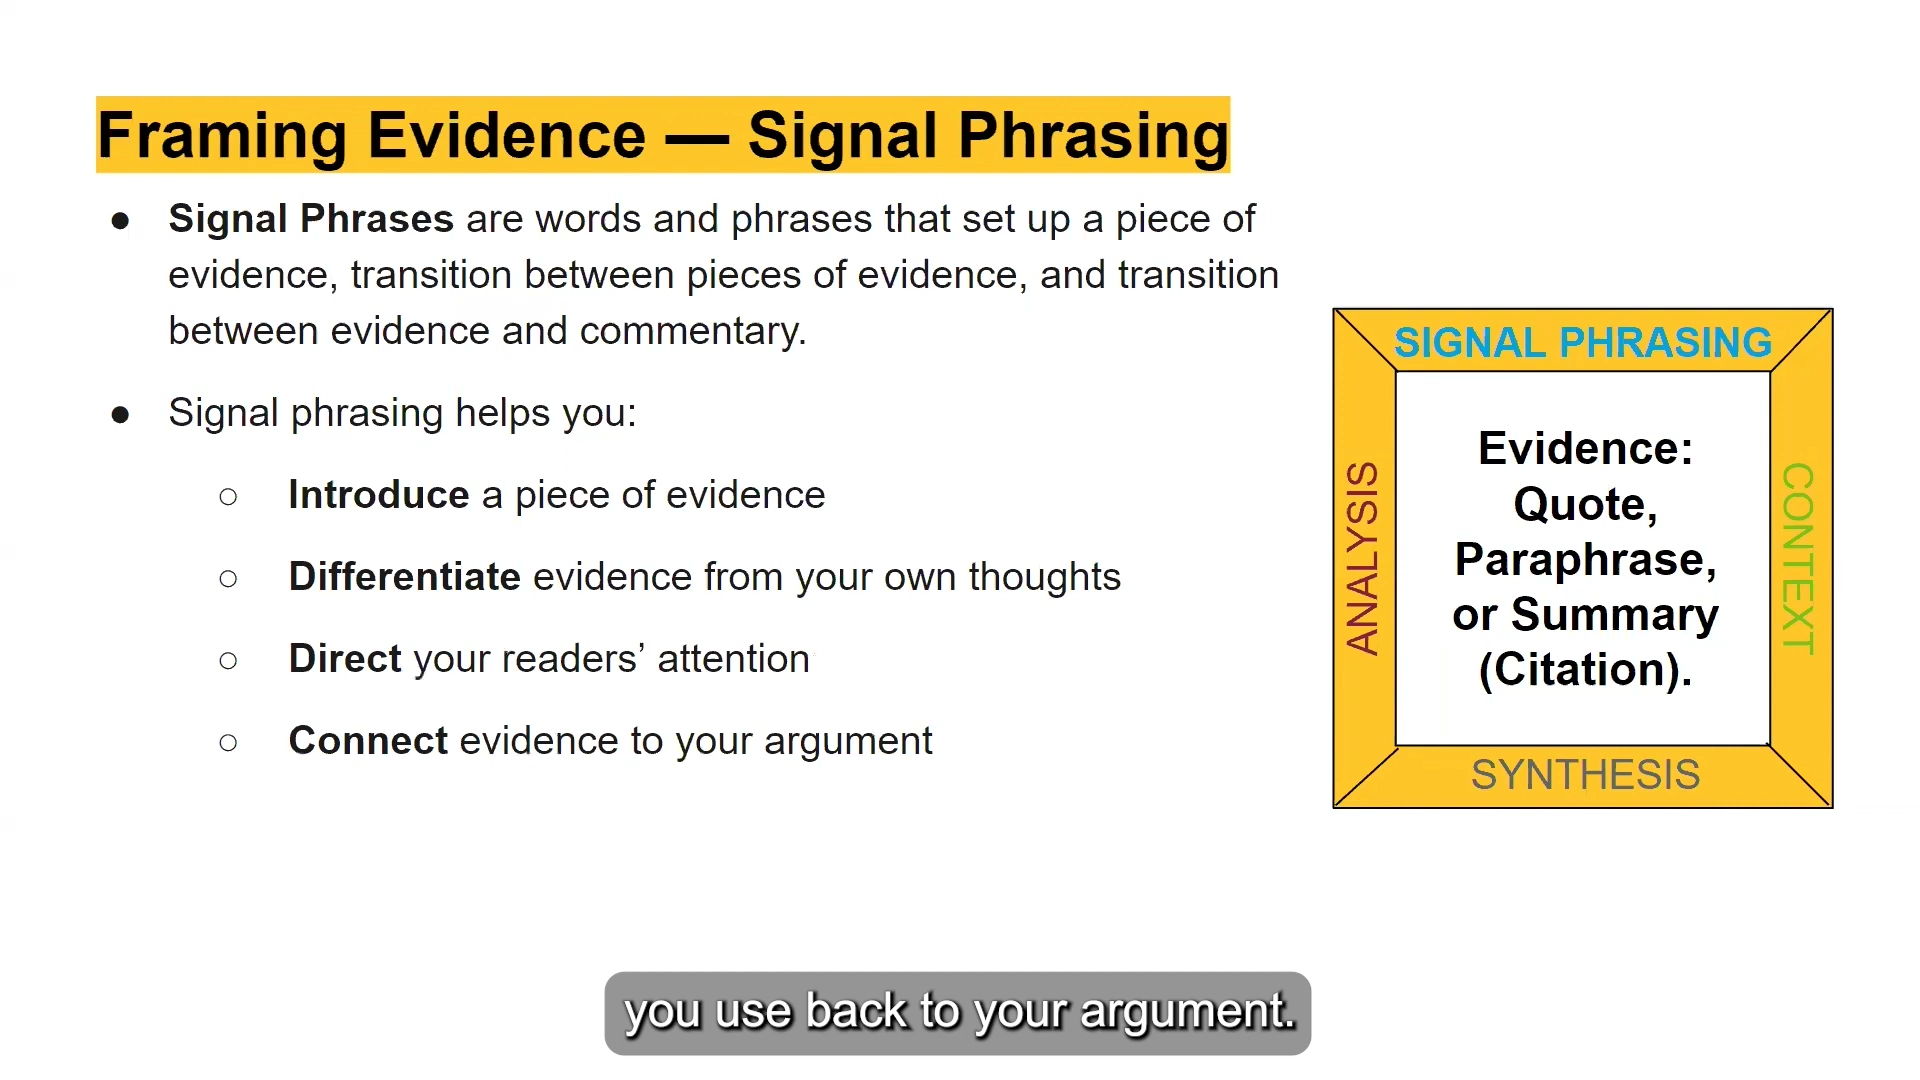 Framing Evidence — Signal Phrasing
● Signal Phrases are words and phrases that set up a piece of
evidence, transition between pieces of evidence, and transition
between evidence and commentary.
● Signal phrasing helps you:
○ Introduce a piece of evidence
○ Differentiate evidence from your own thoughts
○ Direct your readers’ attention
○ Connect evidence to your argument
SIGNAL PHRASING
ANALYSIS
Evidence:
Quote,
Paraphrase,
or Summary
(Citation).
CONTEXT
SYNTHESIS
you use back to your argument.